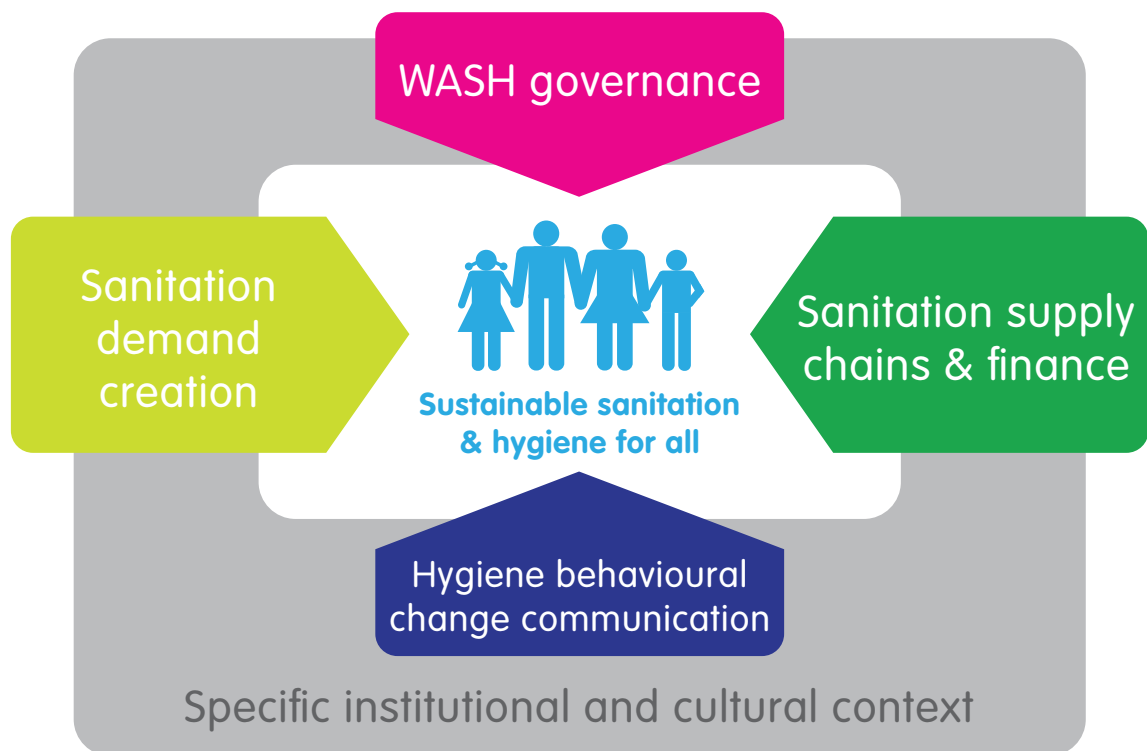 WASH governance
Sanitation
demand
creation
Sustainable sanitation
& hygiene for all
Sanitation supply
chains & finance
Hygiene behavioural
change communication
Specific institutional and cultural context